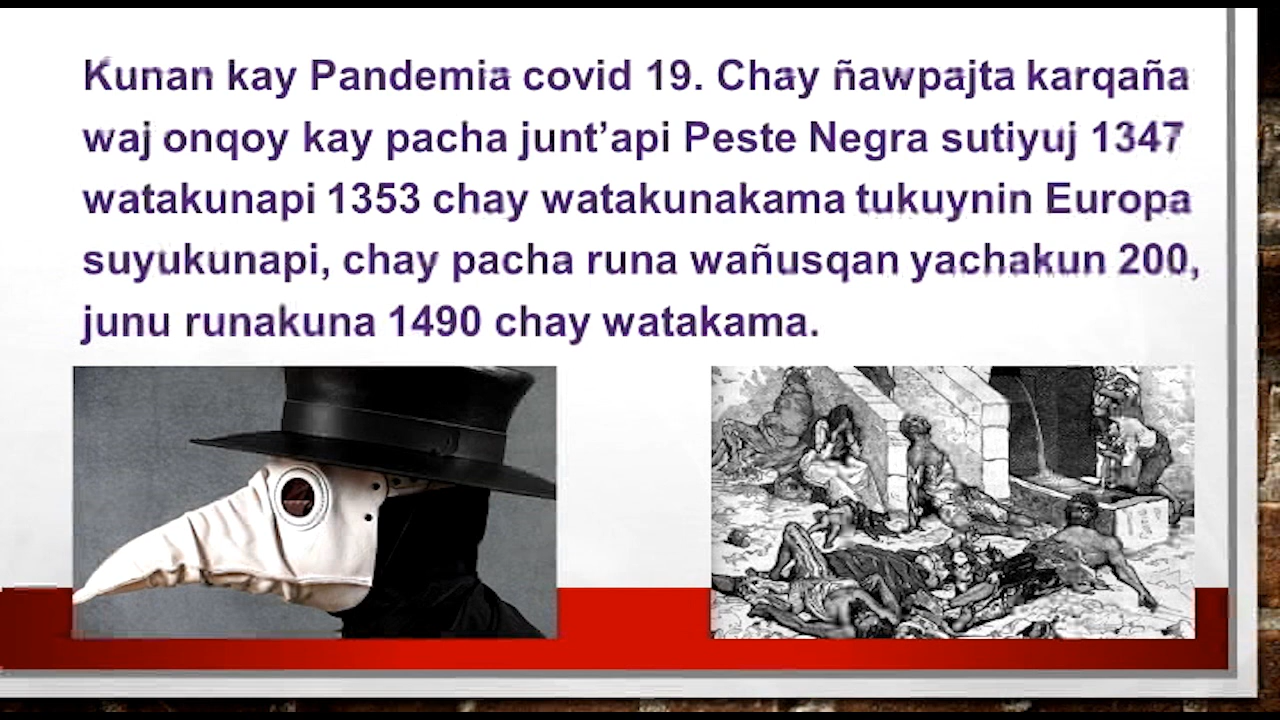 Kunan kay Pandemia covid 19. Chay ñawpajta karqaña
waj onqoy kay pacha junt’api Peste Negra sutiyuj 1347
watakunapi 1353 chay watakunakama tukuynin Europa
suyukunapi, chay pacha runa wañusqan yachakun 200,
junu runakuna 1490 chay watakama.